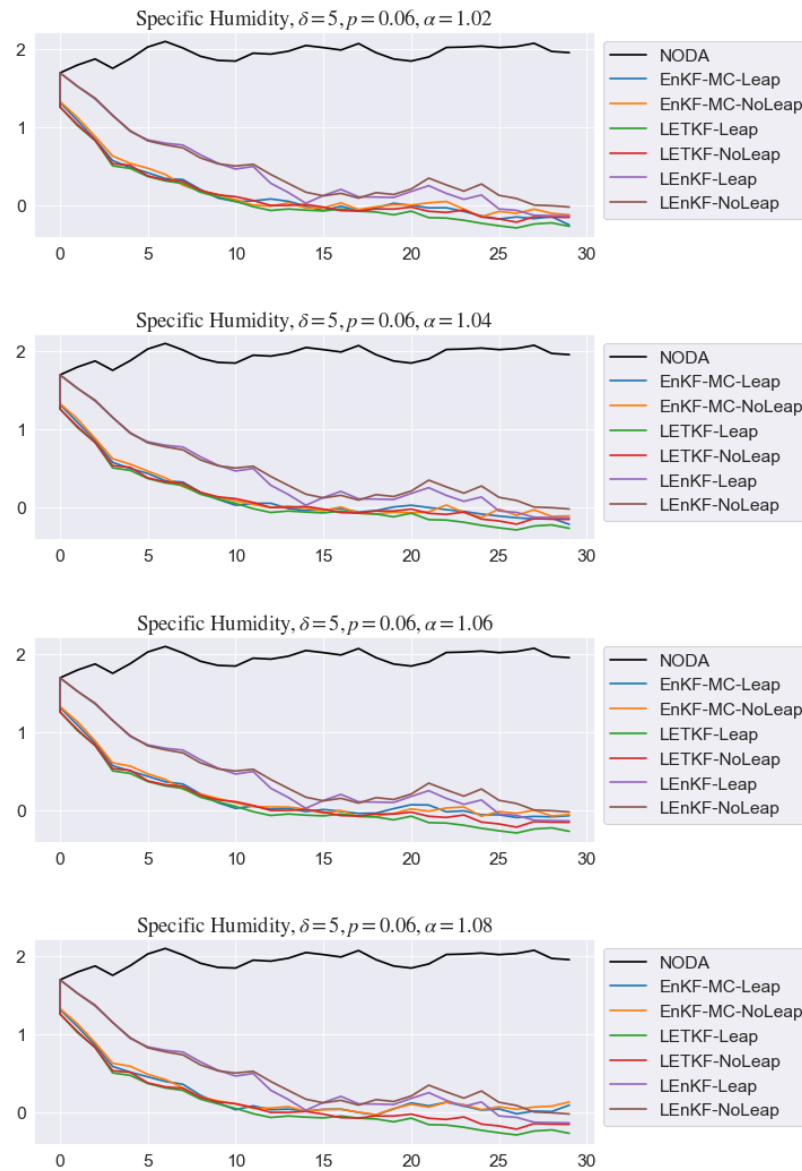 Specific Humidity, δ = 5, p = 0.06, α = 1.02
2
1
0
0 5 10 15 20 25 30
NODA
EnKF-MC-Leap
EnKF-MC-NoLeap
LETKF-Leap
LETKF-NoLeap
LEnKF-Leap
LEnKF-NoLeap
Specific Humidity, δ = 5, p = 0.06, α = 1.04
2
1
0
0 5 10 15 20 25 30
NODA
EnKF-MC-Leap
EnKF-MC-NoLeap
LETKF-Leap
LETKF-NoLeap
LEnKF-Leap
LEnKF-NoLeap
Specific Humidity, δ = 5, p = 0.06, α = 1.06
2
1
0
0 5 10 15 20 25 30
NODA
EnKF-MC-Leap
EnKF-MC-NoLeap
LETKF-Leap
LETKF-NoLeap
LEnKF-Leap
LEnKF-NoLeap
Specific Humidity, δ = 5, p = 0.06, α = 1.08
2
1
0
0 5 10 15 20 25 30
NODA
EnKF-MC-Leap
EnKF-MC-NoLeap
LETKF-Leap
LETKF-NoLeap
LEnKF-Leap
LEnKF-NoLeap